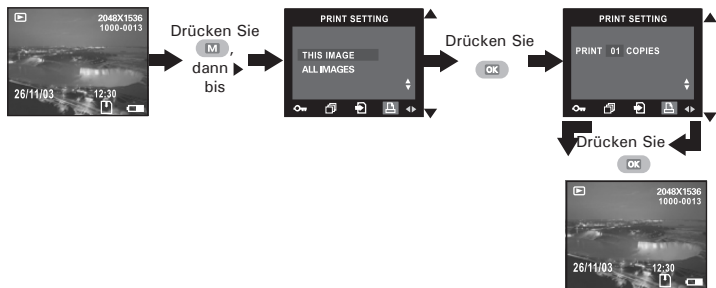 2048X1536
1000-0013
26/11/03 12:30
Drücken Sie
M ,
dann
bis
PRINT SETTING
THIS IMAGE
ALL IMAGES
Drücken Sie
OK
PRINT SETTING
PRINT 01 COPIES
Drücken Sie
OK
2048X1536
1000-0013
26/11/03 12:30